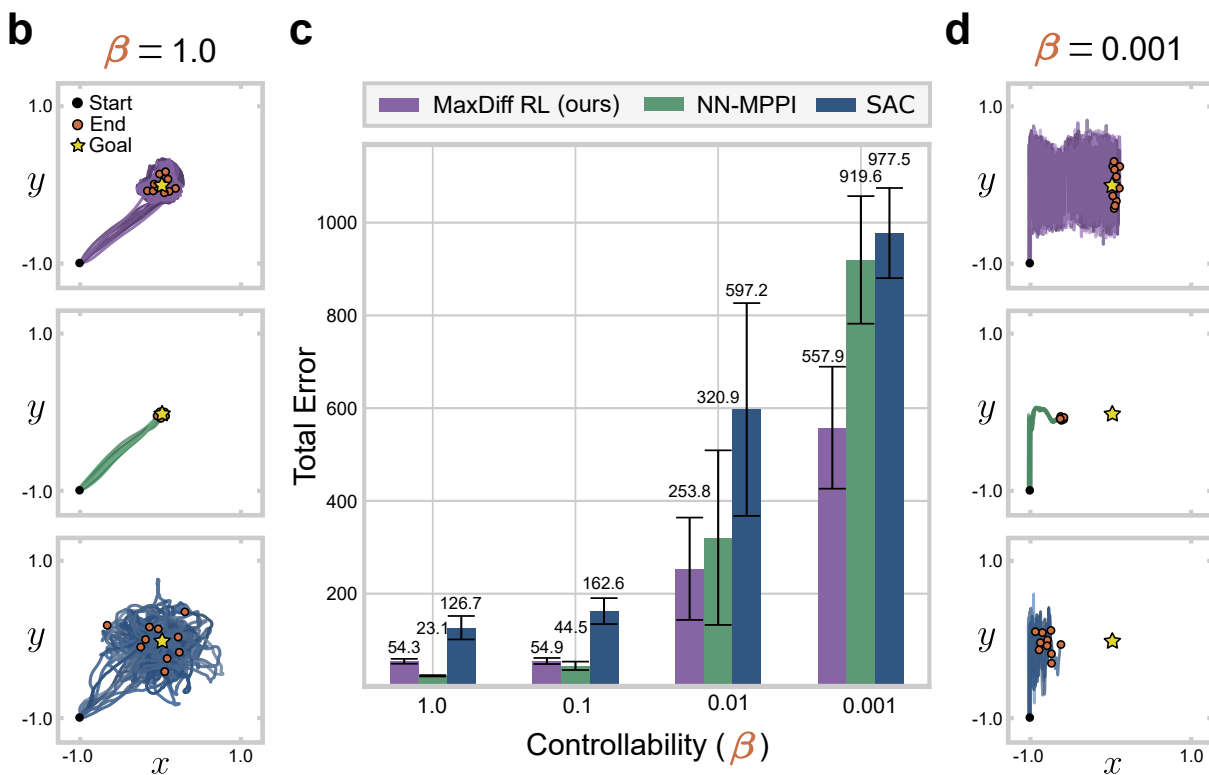 b
β = 1.0
1.0
Start
End
Goal
y
-1.0
1.0
y
-1.0
1.0
y
-1.0
-1.0
x
1.0
c
MaxDiff RL (ours)
NN-MPPI
SAC
Total Error
1000
800
600
400
200
54.3
23.1
126.7
54.9
44.5
162.6
253.8
320.9
597.2
557.9
919.6
977.5
1.0
0.1
0.01
0.001
Controllability (β)
d
β = 0.001
1.0
y
-1.0
1.0
y
-1.0
1.0
y
-1.0
-1.0
x
1.0